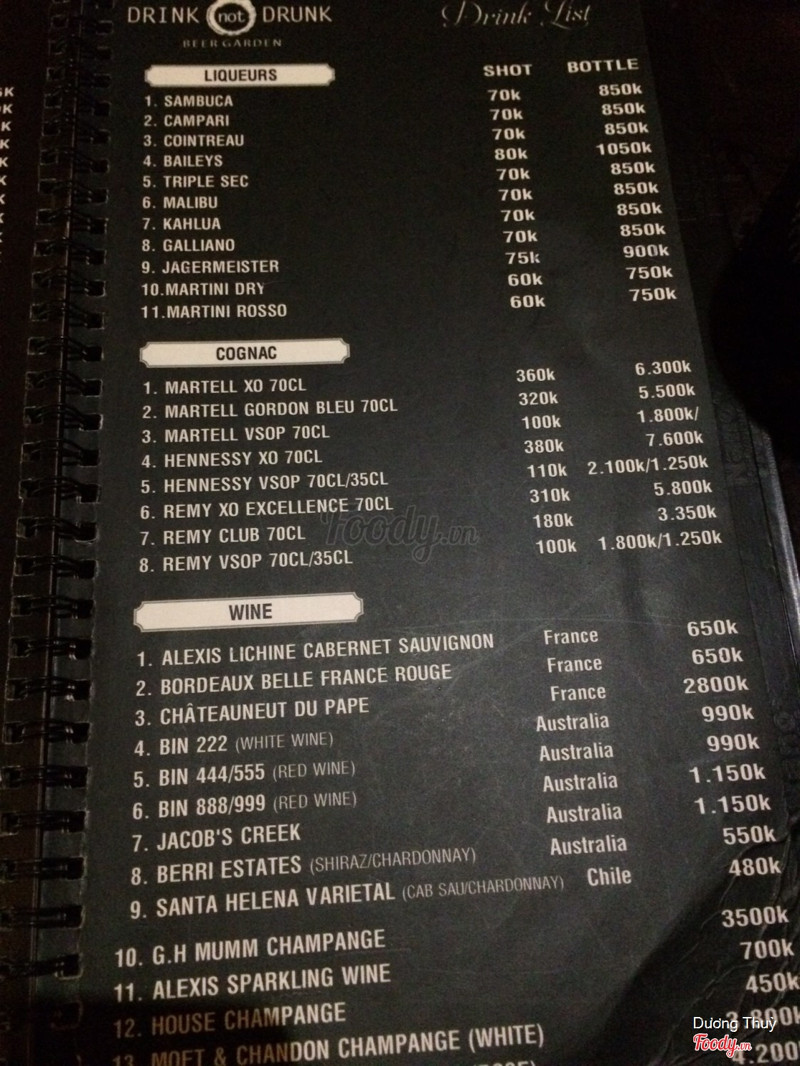 DRINK not DRUNK
BEER GARDEN
Drink List
LIQUEURS SHOT BOTTLE
1. SAMBUCA 70k 850k
2. CAMPARI 70k 850k
3. COINTREAU 70k 850k
4. BAILEYS 80k 1050k
5. TRIPLE SEC 70k 850k
6. MALIBU 70k 850k
7. KAHLUA 70k 850k
8. GALLIANO 70k 850k
9. JAGERMEISTER 75k 900k
10.MARTINI DRY 60k 750k
11.MARTINI ROSSO 60k 750k
COGNAC
1. MARTELL XO 70CL 360k 6.300k
2. MARTELL GORDON BLEU 70CL 320k 5.500k
3. MARTELL VSOP 70CL 100k 1.800k/
4. HENNESSY XO 70CL 380k 7.600k
5. HENNESSY VSOP 70CL/35CL 110k 2.100k/1.250k
6. REMY XO EXCELLENCE 70CL 310k 5.800k
7. REMY CLUB 70CL 180k 3.350k
8. REMY VSOP 70CL/35CL 100k 1.800k/1.250k
Foody.vn
WINE
1. ALEXIS LICHINE CABERNET SAUVIGNON France 650k
2. BORDEAUX BELLE FRANCE ROUGE France 650k
3. CHÂTEAUNEUT DU PAPE France 2800k
4. BIN 222 (WHITE WINE) Australia 990k
5. BIN 444/555 (RED WINE) Australia 990k
6. BIN 888/999 (RED WINE) Australia 1.150k
7. JACOB'S CREEK Australia 1.150k
8. BERRI ESTATES (SHIRAZ/CHARDONNAY) Australia 550k
9. SANTA HELENA VARIETAL (CAB SAU/CHARDONNAY) Chile 480k
10. G.H MUMM CHAMPANGE 3500k
11. ALEXIS SPARKLING WINE 700k
12. HOUSE CHAMPANGE 450k
13. MOET & CHANDON CHAMPANGE (WHITE)
4.200
Dương Thuỳ
Foody.vn